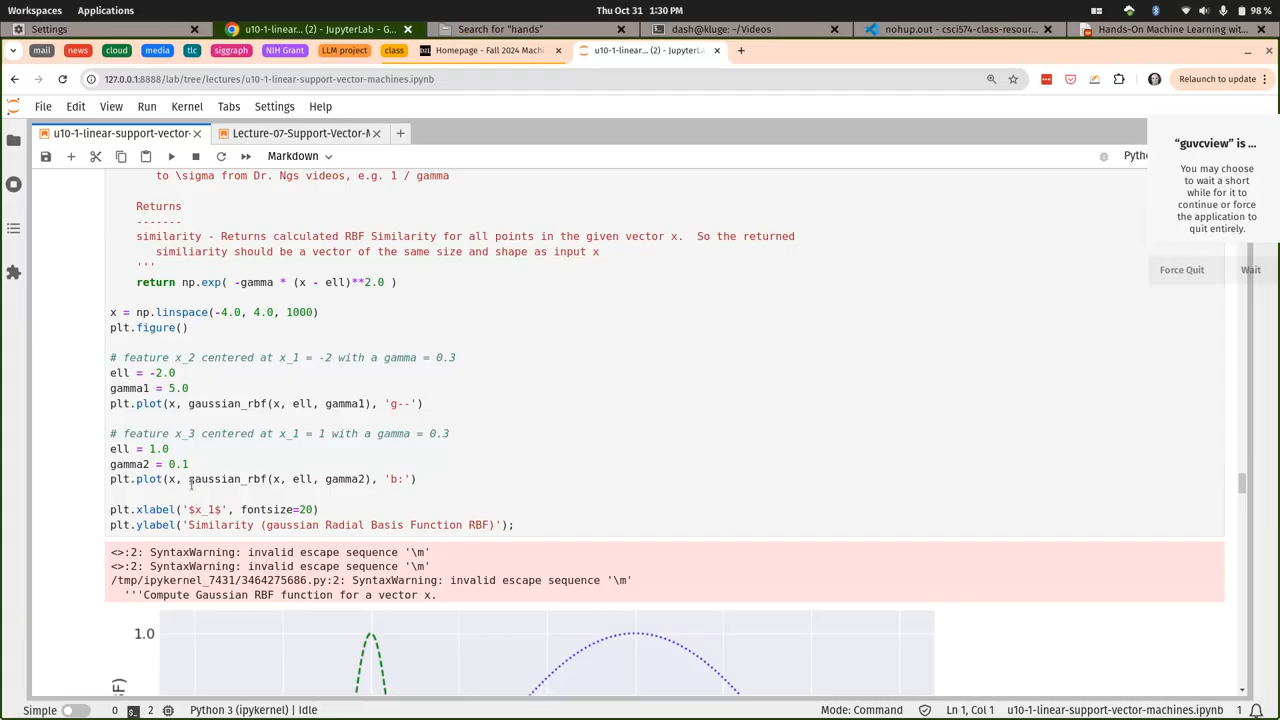 Workspaces Applications Thu Oct 31 1:30 PM 98 %
Settings u10-1-linear... (2) - JupyterLab - G... Search for "hands" dash@kluge: ~/Videos nohup.out - csci574-class-resour... Hands-On Machine Learning wit...
mail news cloud media tlc siggraph NIH Grant LLM project class Homepage - Fall 2024 Machi... u10-1-linear... (2) - JupyterLa
127.0.0.1:8888/lab/tree/lectures/u10-1-linear-support-vector-machines.ipynb Relaunch to update
File Edit View Run Kernel Tabs Settings Help
u10-1-linear-support-vector- Lecture-07-Support-Vector-M
Markdown Pytho
"guvcview" is ...
You may choose
to wait a short
while for it to
continue or force
the application to
quit entirely.
Force Quit Wait
to \sigma from Dr. Ngs videos, e.g. 1 / gamma
Returns
-------
similarity - Returns calculated RBF Similarity for all points in the given vector x.  So the returned
similiarity should be a vector of the same size and shape as input x
'''
return np.exp( -gamma * (x - ell)**2.0 )
x = np.linspace(-4.0, 4.0, 1000)
plt.figure()
# feature x_2 centered at x_1 = -2 with a gamma = 0.3
ell = -2.0
gamma1 = 5.0
plt.plot(x, gaussian_rbf(x, ell, gamma1), 'g--')
# feature x_3 centered at x_1 = 1 with a gamma = 0.3
ell = 1.0
gamma2 = 0.1
plt.plot(x, gaussian_rbf(x, ell, gamma2), 'b:')
plt.xlabel('$x_1$', fontsize=20)
plt.ylabel('Similarity (gaussian Radial Basis Function RBF)');
<>:2: SyntaxWarning: invalid escape sequence '\m'
<>:2: SyntaxWarning: invalid escape sequence '\m'
/tmp/ipykernel_7431/3464275686.py:2: SyntaxWarning: invalid escape sequence '\m'
'''Compute Gaussian RBF function for a vector x.
1.0
Simple 0 2 Python 3 (ipykernel) | Idle Mode: Command Ln 1, Col 1 u10-1-linear-support-vector-machines.ipynb 1